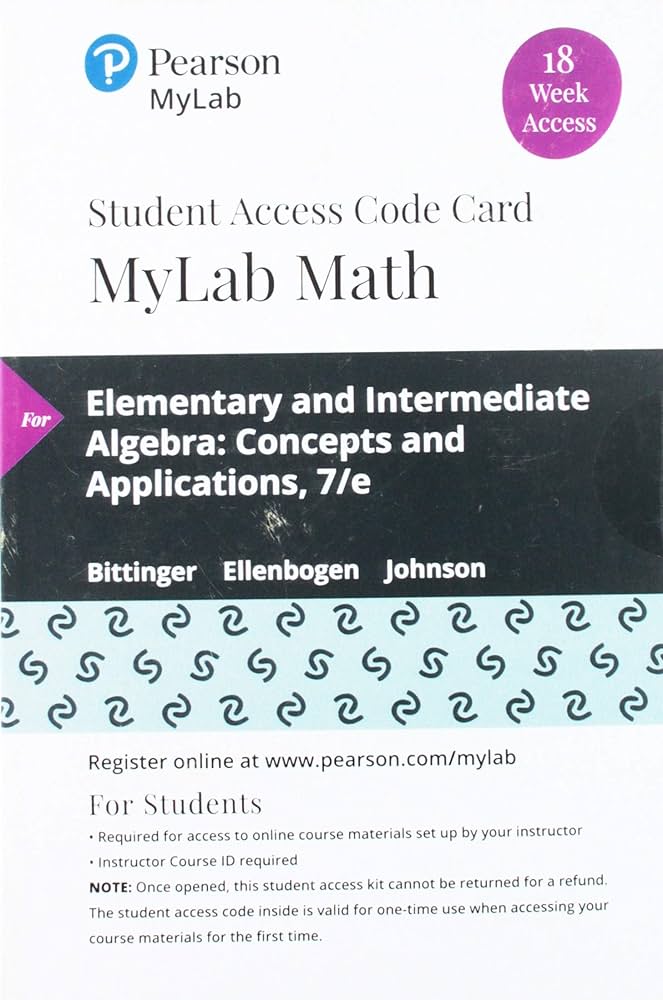 Pearson
MyLab
18
Week
Access
Student Access Code Card
MyLab Math
For
Elementary and Intermediate
Algebra: Concepts and
Applications, 7/e
Bittinger Ellenbogen Johnson
Register online at www.pearson.com/mylab
For Students
• Required for access to online course materials set up by your instructor
• Instructor Course ID required
NOTE: Once opened, this student access kit cannot be returned for a refund.
The student access code inside is valid for one-time use when accessing your
course materials for the first time.